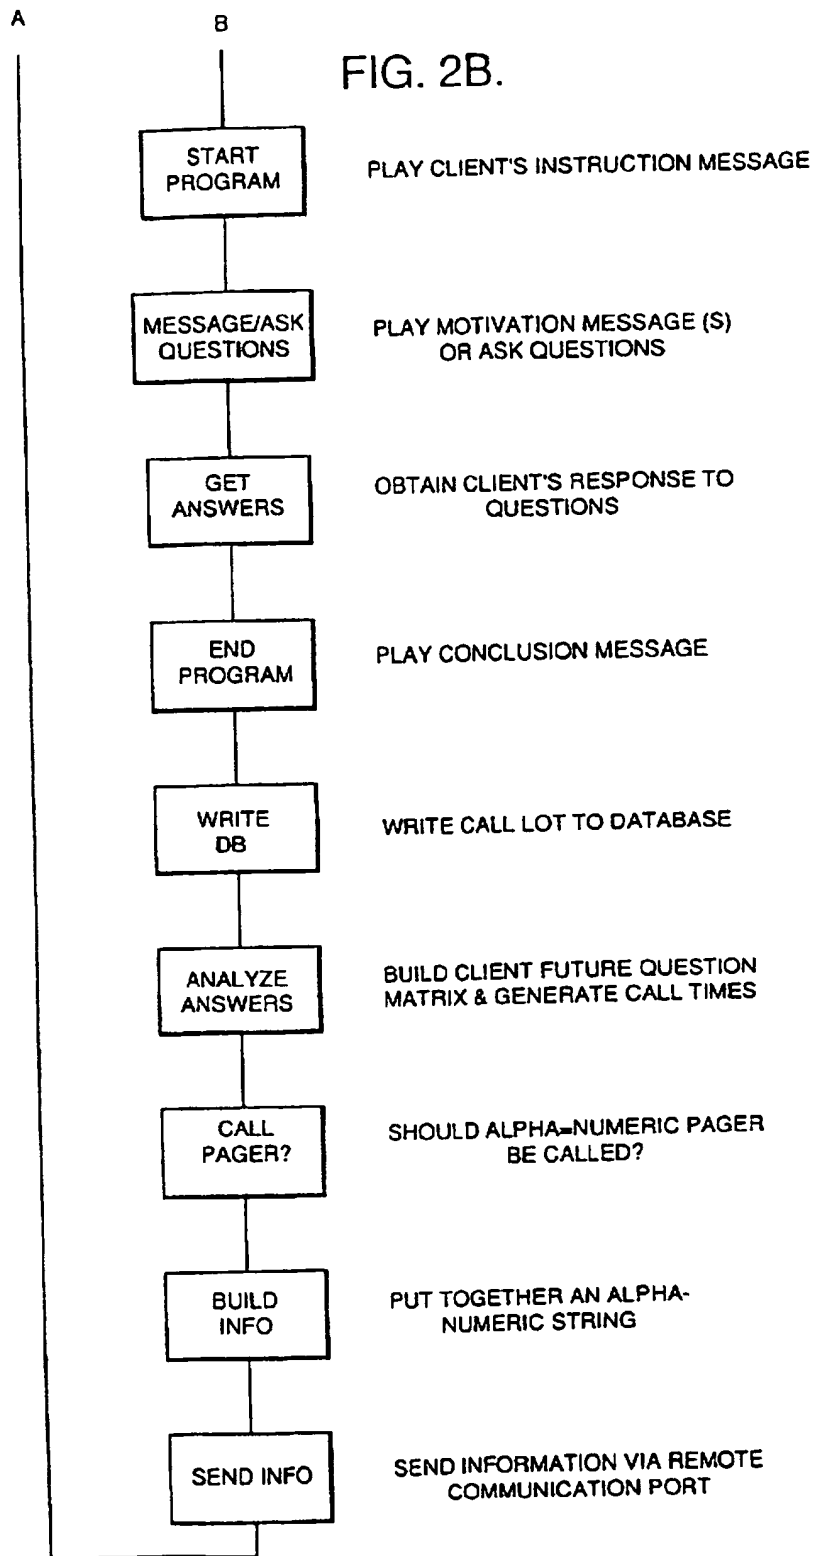 A
B
FIG. 2B.
START
PROGRAM
PLAY CLIENT'S INSTRUCTION MESSAGE
MESSAGE/ASK
QUESTIONS
PLAY MOTIVATION MESSAGE (S)
OR ASK QUESTIONS
GET
ANSWERS
OBTAIN CLIENT'S RESPONSE TO
QUESTIONS
END
PROGRAM
PLAY CONCLUSION MESSAGE
WRITE
DB
WRITE CALL LOT TO DATABASE
ANALYZE
ANSWERS
BUILD CLIENT FUTURE QUESTION
MATRIX & GENERATE CALL TIMES
CALL
PAGER?
SHOULD ALPHA=NUMERIC PAGER
BE CALLED?
BUILD
INFO
PUT TOGETHER AN ALPHA-
NUMERIC STRING
SEND INFO
SEND INFORMATION VIA REMOTE
COMMUNICATION PORT